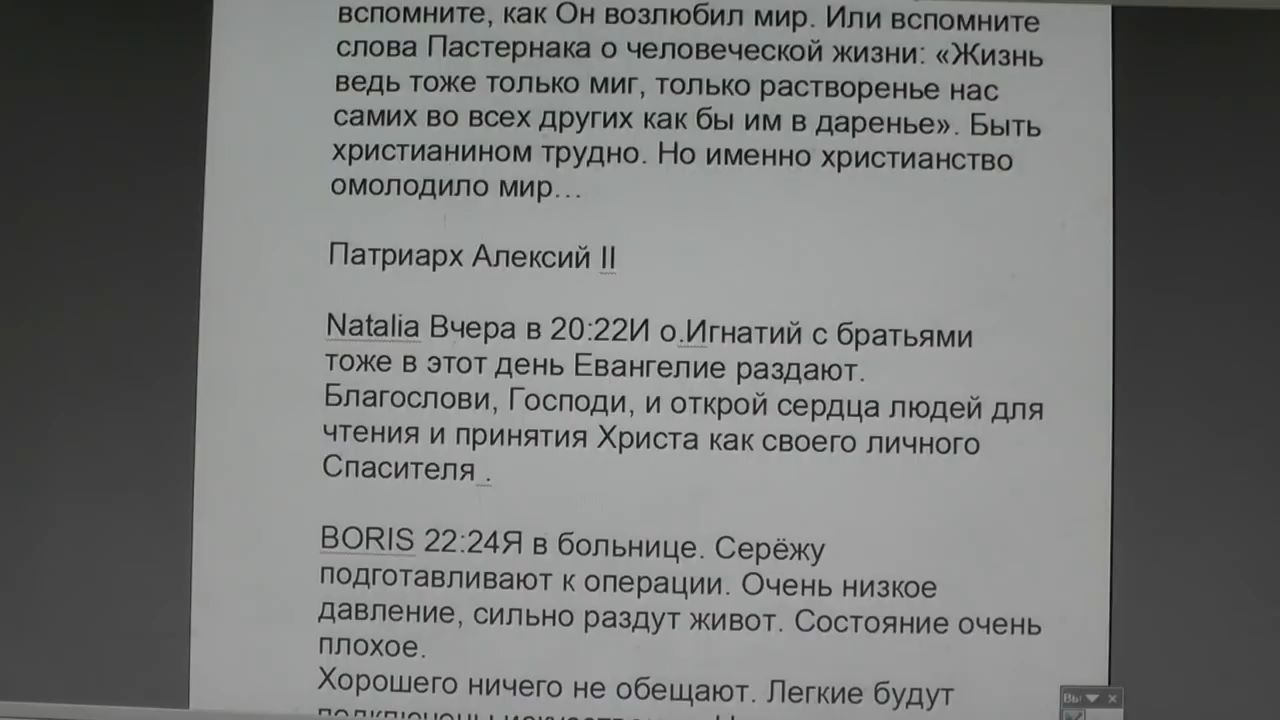 вспомните, как Он возлюбил мир. Или вспомните
слова Пастернака о человеческой жизни: «Жизнь
ведь тоже только миг, только растворенье нас
самих во всех других как бы им в даренье». Быть
христианином трудно. Но именно христианство
омолодило мир…
Патриарх Алексий II
Natalia Вчера в 20:22И о.Игнатий с братьями
тоже в этот день Евангелие раздают.
Благослови, Господи, и открой сердца людей для
чтения и принятия Христа как своего личного
Спасителя .
BORIS 22:24Я в больнице. Серёжу
подготавливают к операции. Очень низкое
давление, сильно раздут живот. Состояние очень
плохое.
Хорошего ничего не обещают. Легкие будут